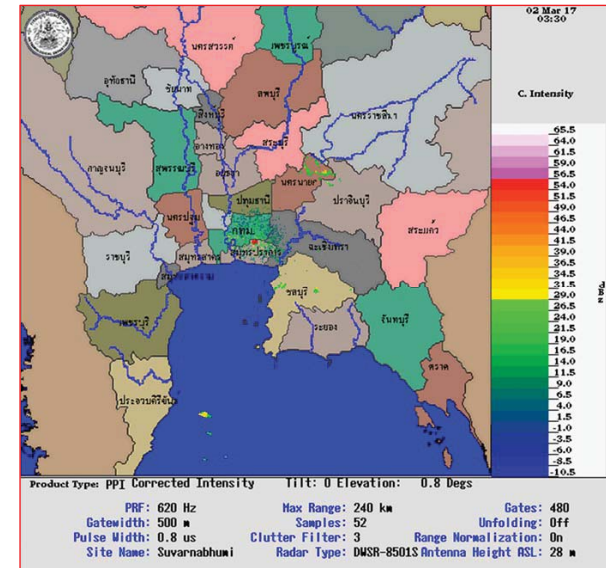 02 Mar 17
03:30
C. Intensity
65.5
64.0
61.5
59.0
56.5
54.0
51.5
49.0
46.5
44.0
41.5
39.0
36.5
34.0
31.5
29.0
26.5
24.0
21.5
19.0
16.5
14.0
11.5
9.0
6.5
4.0
1.5
-1.0
-3.5
-6.0
-8.0
-10.5
นครสวรรค์
เพชรบูรณ์
อุทัยธานี
ชัยนาท
ลพบุรี
สิงห์บุรี
นครราชสีมา
อ่างทอง
สระบุรี
กาญจนบุรี
สุพรรณบุรี
อยุธยา
นครนายก
ปราจีนบุรี
ปทุมธานี
นครปฐม
กทม.
สระแก้ว
ฉะเชิงเทรา
ราชบุรี
สมุทรสาคร
สมุทรปราการ
สมุทรสงคราม
ชลบุรี
เพชรบุรี
ระยอง
จันทบุรี
ตราด
ประจวบคีรีขันธ์
Product Type: PPI Corrected Intensity Tilt: 0 Elevation: 0.8 Degs
PRF: 620 Hz Max Range: 240 km Gates: 480
Gatewidth: 500 m Samples: 52 Unfolding: Off
Pulse Width: 0.8 us Clutter Filter: 3 Range Normalization: On
Site Name: Suvarnabhumi Radar Type: DWSR-8501S Antenna Height ASL: 28 m